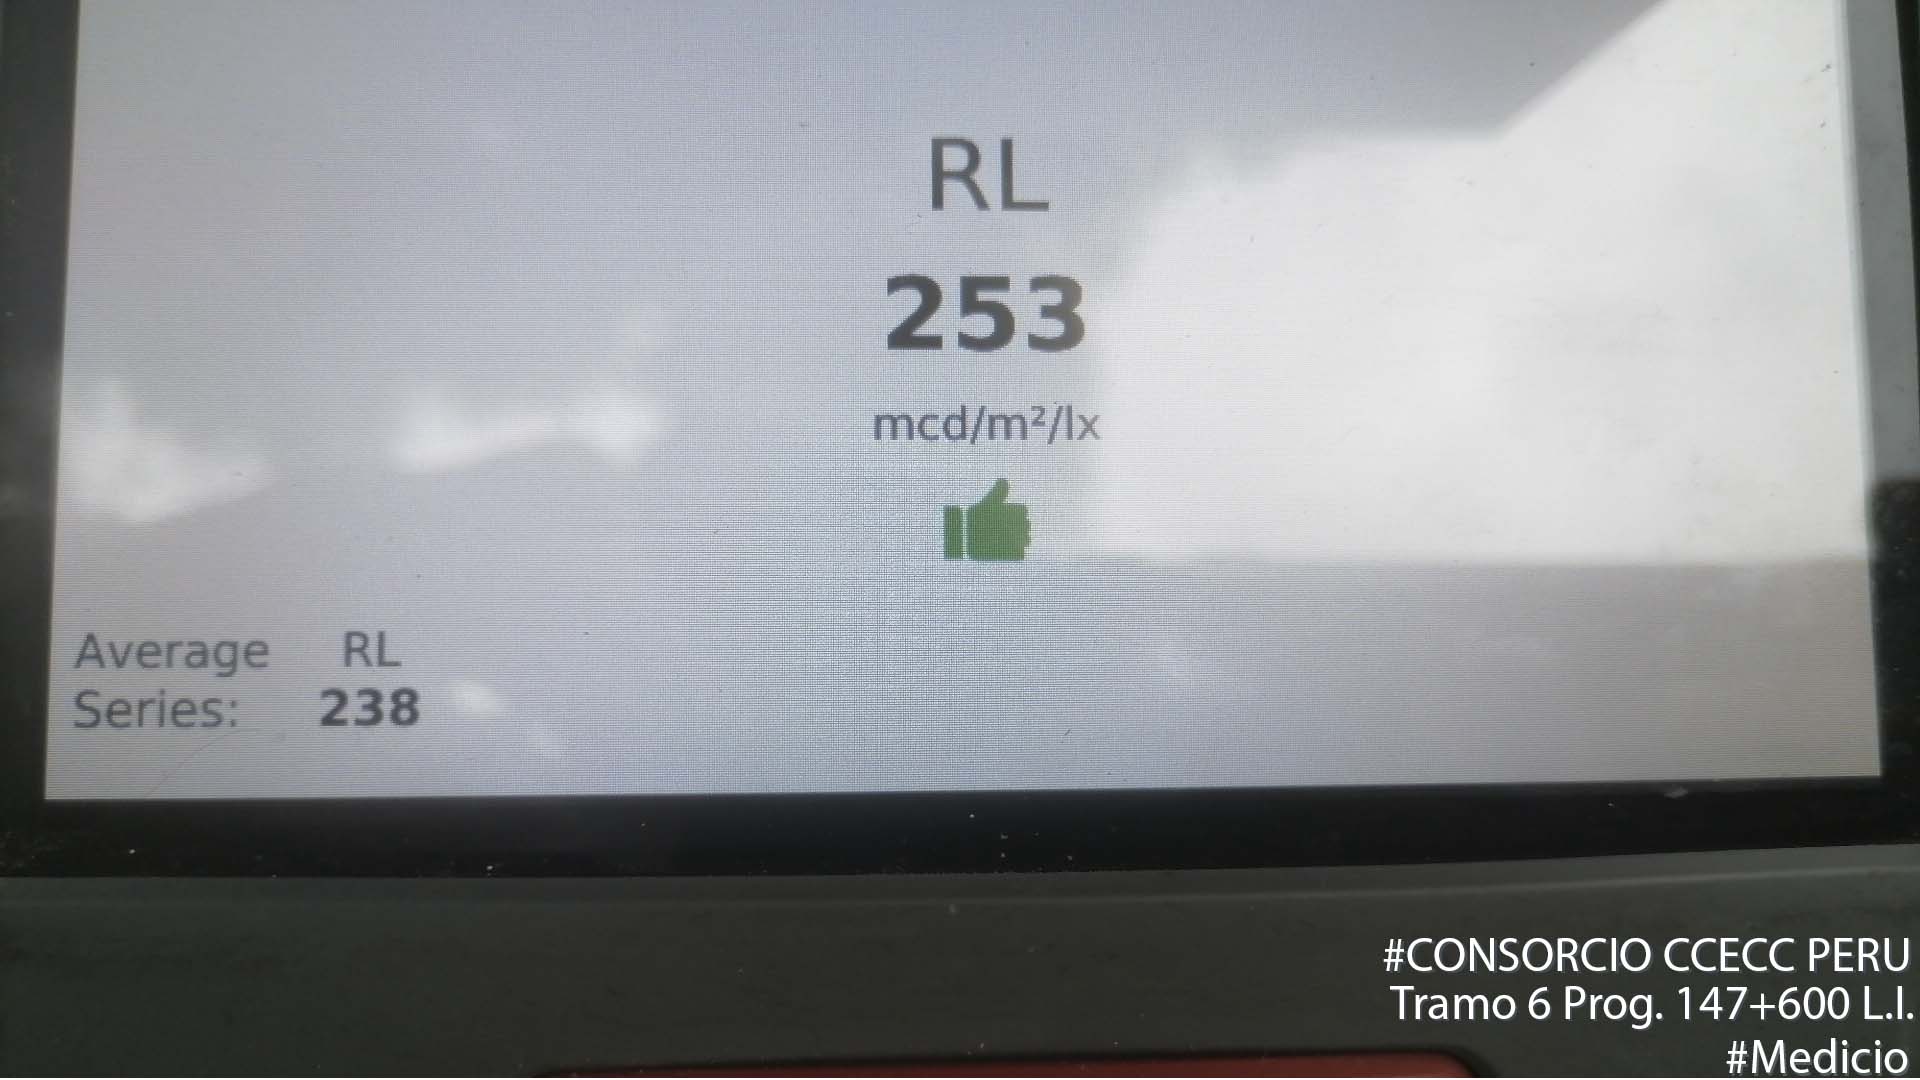 RL
253
mcd/m²/lx
Average RL
Series: 238
#CONSORCIO CCECC PERU
Tramo 6 Prog. 147+600 L.I.
#Medicio